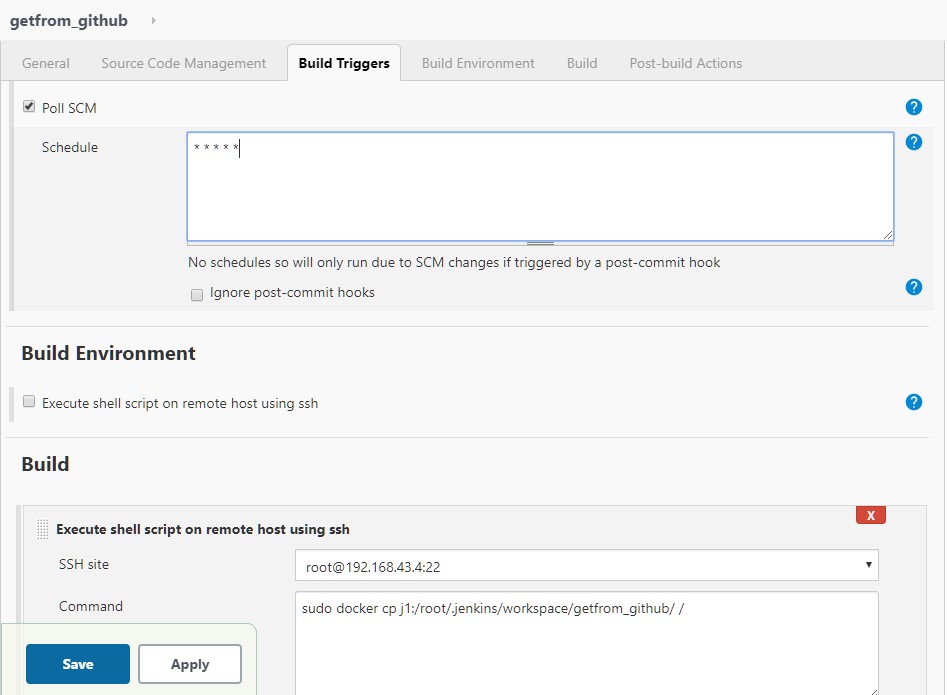 getfrom_github
General Source Code Management Build Triggers Build Environment Build Post-build Actions
Poll SCM ?
Schedule * * * * * ?
No schedules so will only run due to SCM changes if triggered by a post-commit hook
Ignore post-commit hooks ?
Build Environment
Execute shell script on remote host using ssh ?
Build
X
Execute shell script on remote host using ssh
SSH site root@192.168.43.4:22
Command sudo docker cp j1:/root/.jenkins/workspace/getfrom_github/ /
Save Apply